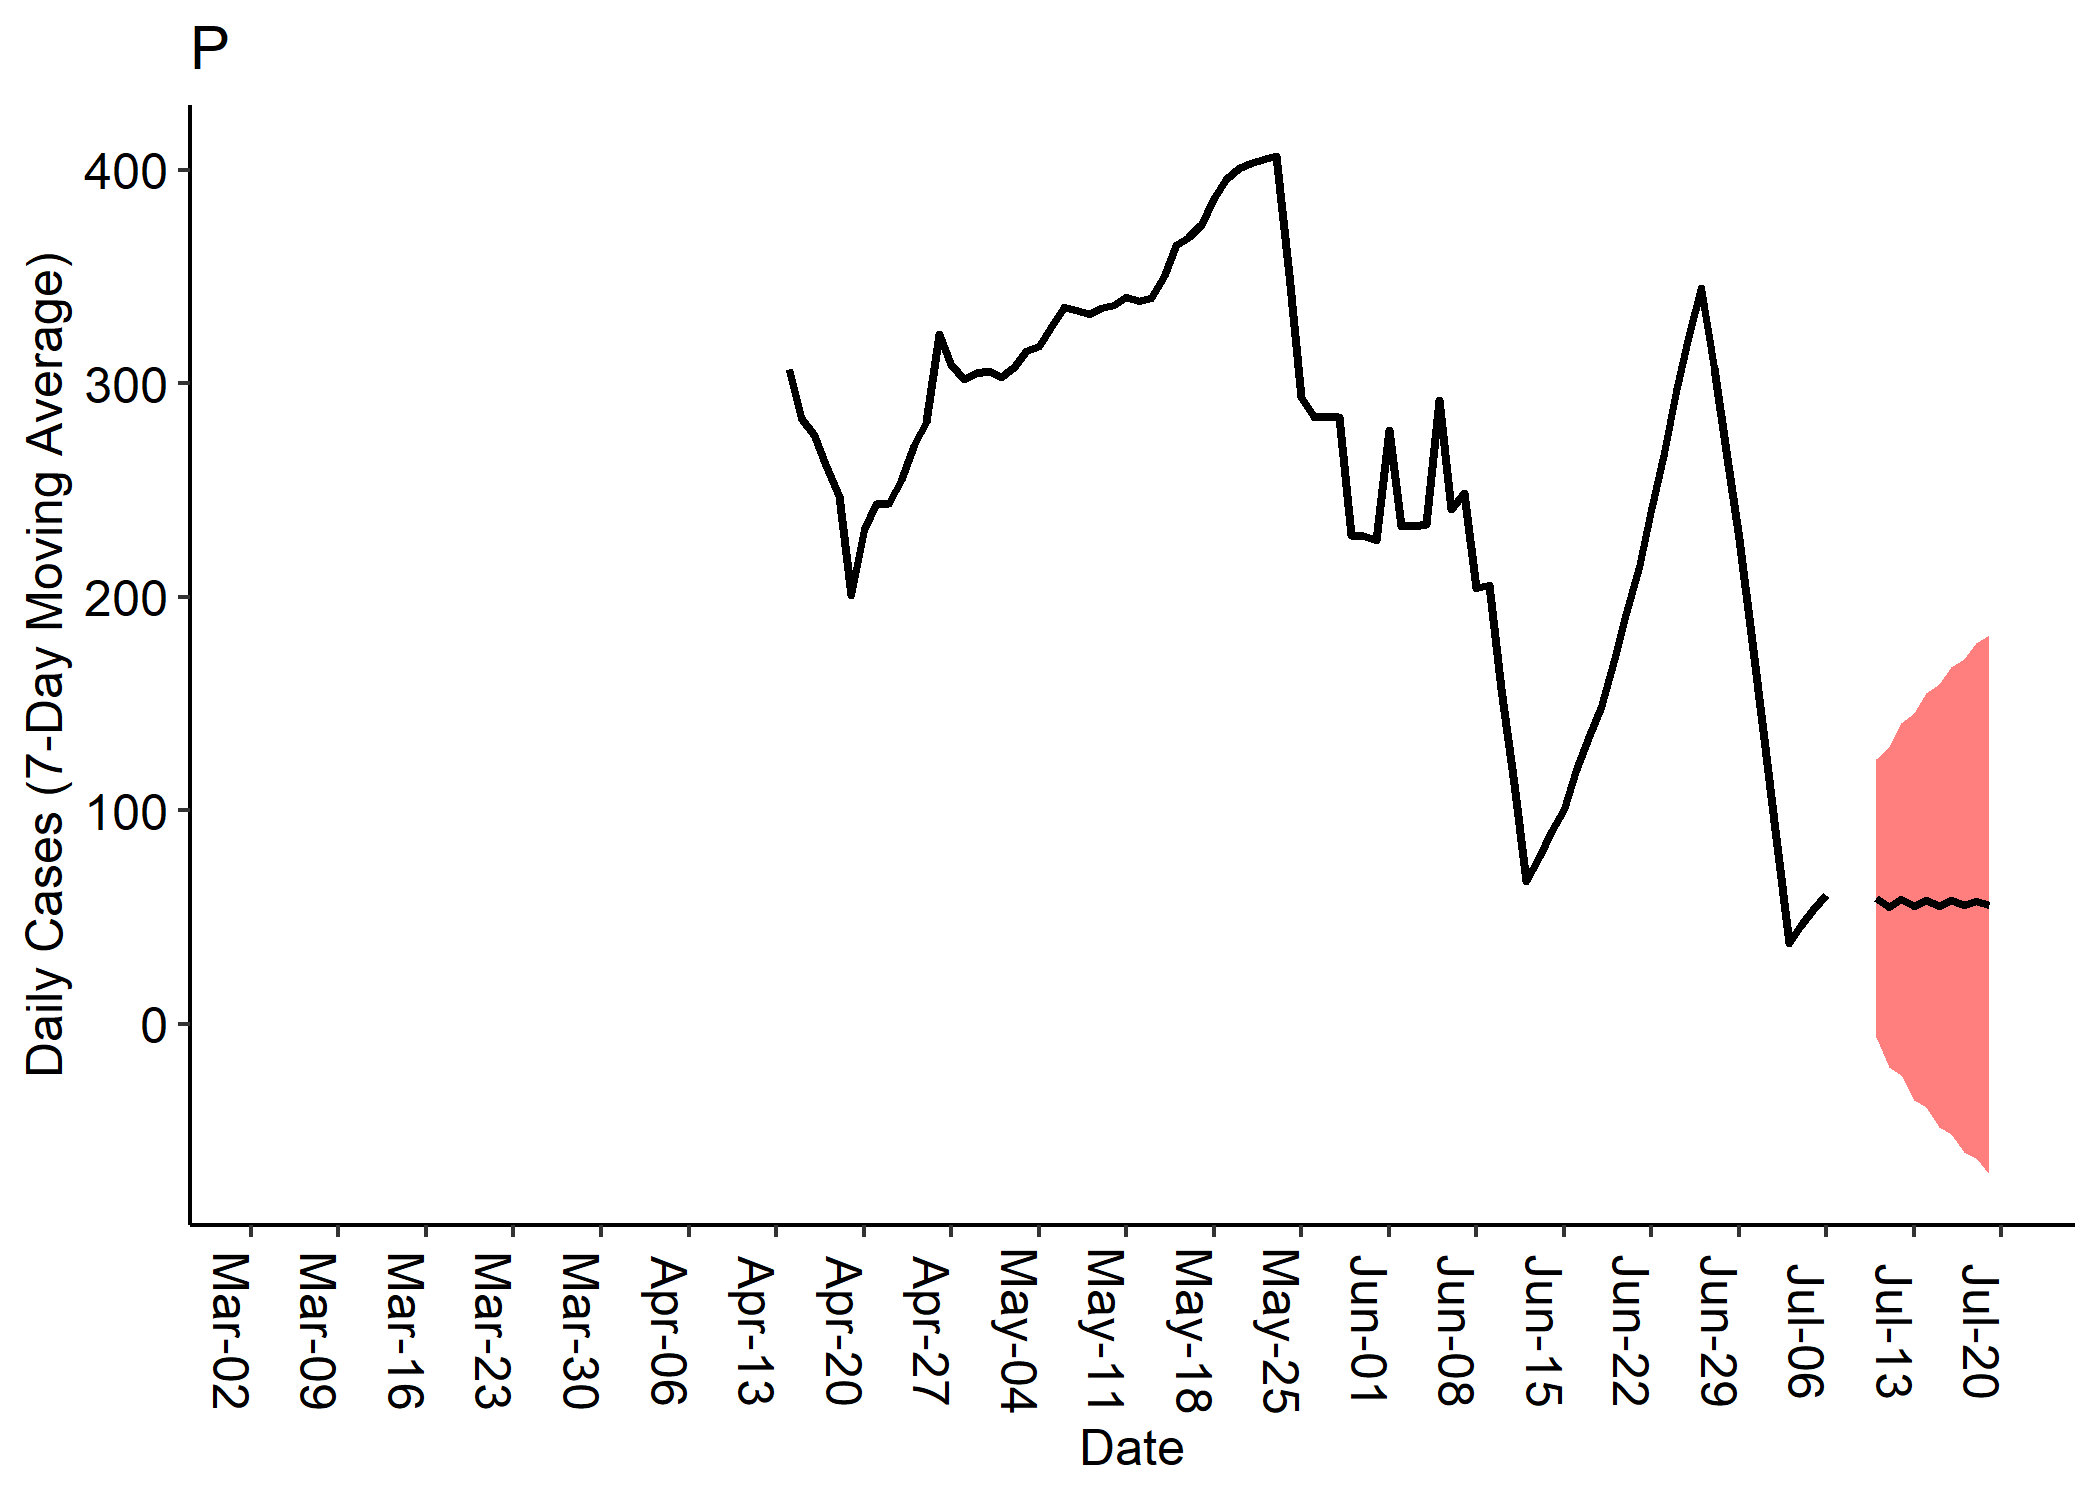 P
Daily Cases (7-Day Moving Average)
400
300
200
100
0
Mar-02
Mar-09
Mar-16
Mar-23
Mar-30
Apr-06
Apr-13
Apr-20
Apr-27
May-04
May-11
May-18
May-25
Jun-01
Jun-08
Jun-15
Jun-22
Jun-29
Jul-06
Jul-13
Jul-20
Date